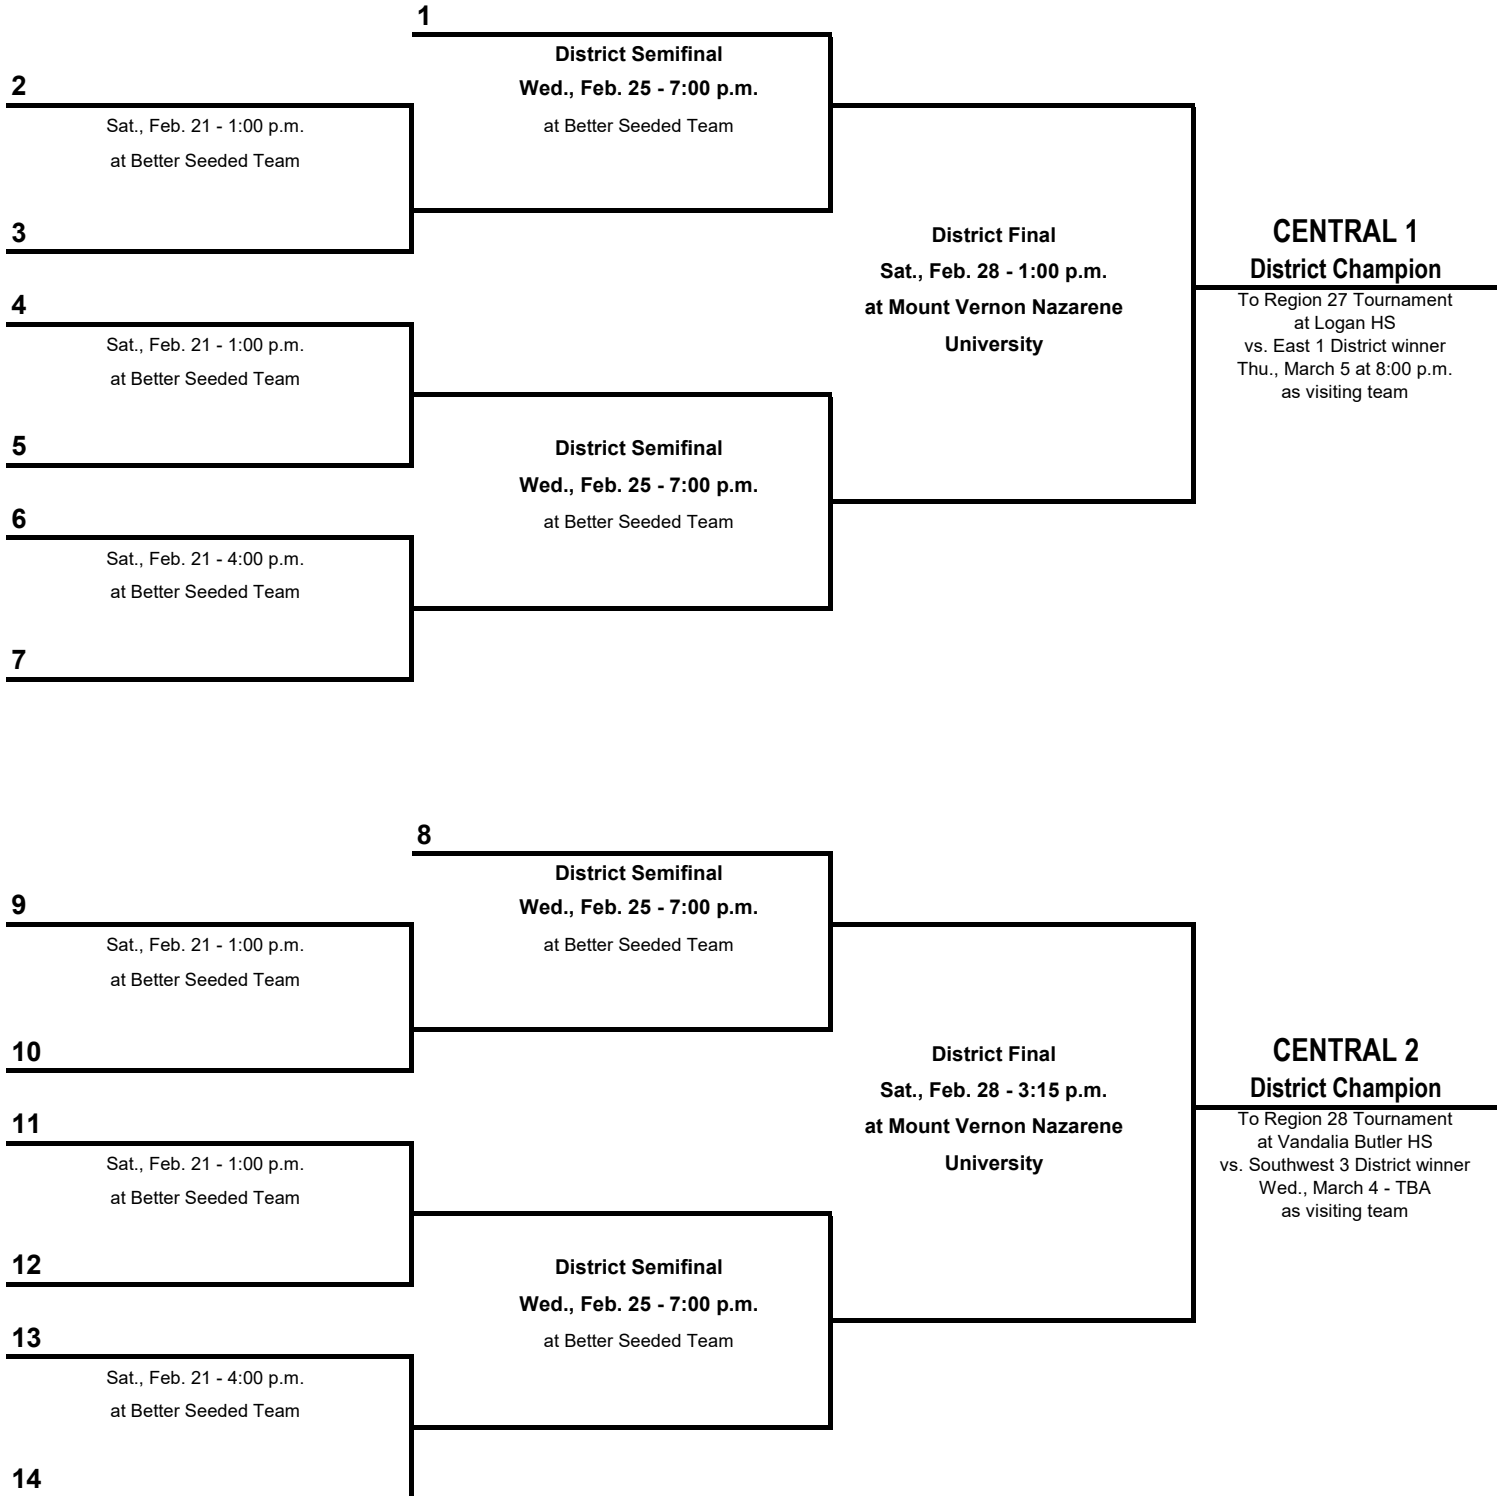 1
District Semifinal
Wed., Feb. 25 - 7:00 p.m.
at Better Seeded Team
2
Sat., Feb. 21 - 1:00 p.m.
at Better Seeded Team
3
District Final
Sat., Feb. 28 - 1:00 p.m.
at Mount Vernon Nazarene
University
CENTRAL 1
District Champion
To Region 27 Tournament
at Logan HS
vs. East 1 District winner
Thu., March 5 at 8:00 p.m.
as visiting team
4
Sat., Feb. 21 - 1:00 p.m.
at Better Seeded Team
5
District Semifinal
Wed., Feb. 25 - 7:00 p.m.
at Better Seeded Team
6
Sat., Feb. 21 - 4:00 p.m.
at Better Seeded Team
7
8
District Semifinal
Wed., Feb. 25 - 7:00 p.m.
at Better Seeded Team
9
Sat., Feb. 21 - 1:00 p.m.
at Better Seeded Team
10
District Final
Sat., Feb. 28 - 3:15 p.m.
at Mount Vernon Nazarene
University
CENTRAL 2
District Champion
To Region 28 Tournament
at Vandalia Butler HS
vs. Southwest 3 District winner
Wed., March 4 - TBA
as visiting team
11
Sat., Feb. 21 - 1:00 p.m.
at Better Seeded Team
12
District Semifinal
Wed., Feb. 25 - 7:00 p.m.
at Better Seeded Team
13
Sat., Feb. 21 - 4:00 p.m.
at Better Seeded Team
14